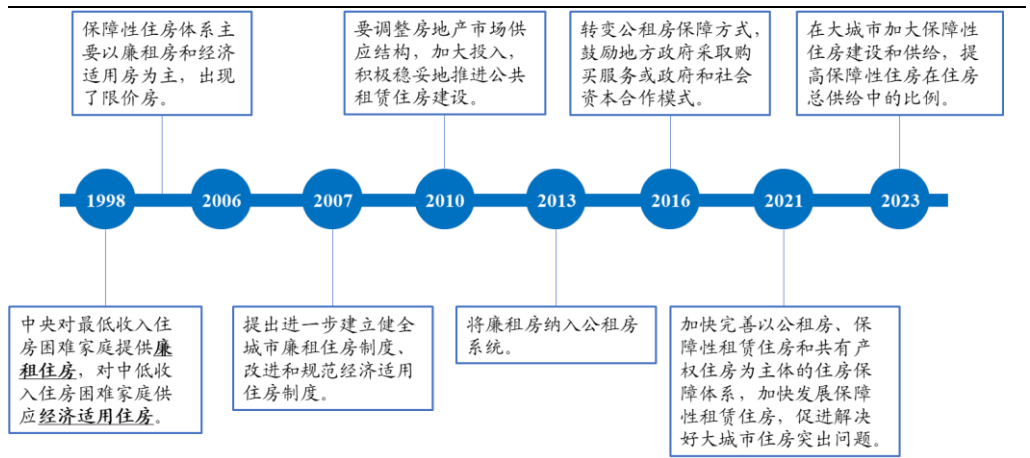 保障性住房体系主
要以廉租房和经济
适用房为主，出现
了限价房。
要调整房地产市场供
应结构，加大投入，
积极稳妥地推进公共
租赁住房建设。
转变公租房保障方式，
鼓励地方政府采取购
买服务或政府和社会
资本合作模式。
在大城市加大保障性
住房建设和供给，提
高保障性住房在住房
总供给中的比例。
1998
2006
2007
2010
2013
2016
2021
2023
中央对最低收入住
房困难家庭提供廉
租住房，对中低收
入住房困难家庭供
应经济适用住房。
提出进一步建立健全
城市廉租住房制度、
改进和规范经济适用
住房制度。
将廉租房纳入公租房
系统。
加快完善以公租房、保
障性租赁住房和共有产
权住房为主体的住房保
障体系，加快发展保障
性租赁住房，促进解决
好大城市住房突出问题。